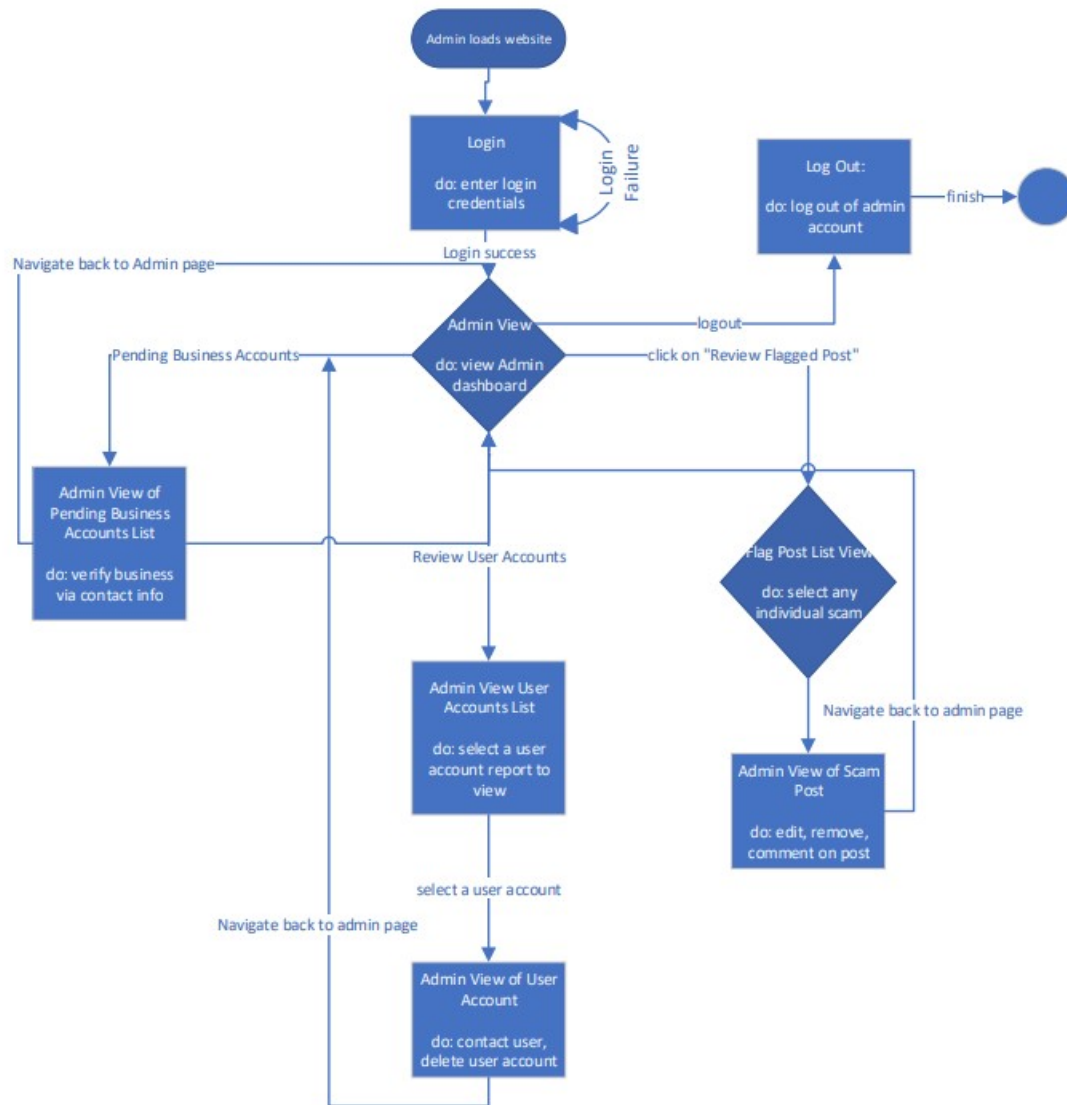 Admin loads website
Login
do: enter login
credentials
Login
Failure
Log Out:
do: log out of admin
account
finish
Login success
Navigate back to Admin page
Admin View
do: view Admin
dashboard
logout
Pending Business Accounts
click on "Review Flagged Post"
Admin View of
Pending Business
Accounts List
do: verify business
via contact info
Review User Accounts
Flag Post List View
do: select any
individual scam
Admin View User
Accounts List
do: select a user
account report to
view
Navigate back to admin page
Admin View of Scam
Post
do: edit, remove,
comment on post
select a user account
Navigate back to admin page
Admin View of User
Account
do: contact user,
delete user account